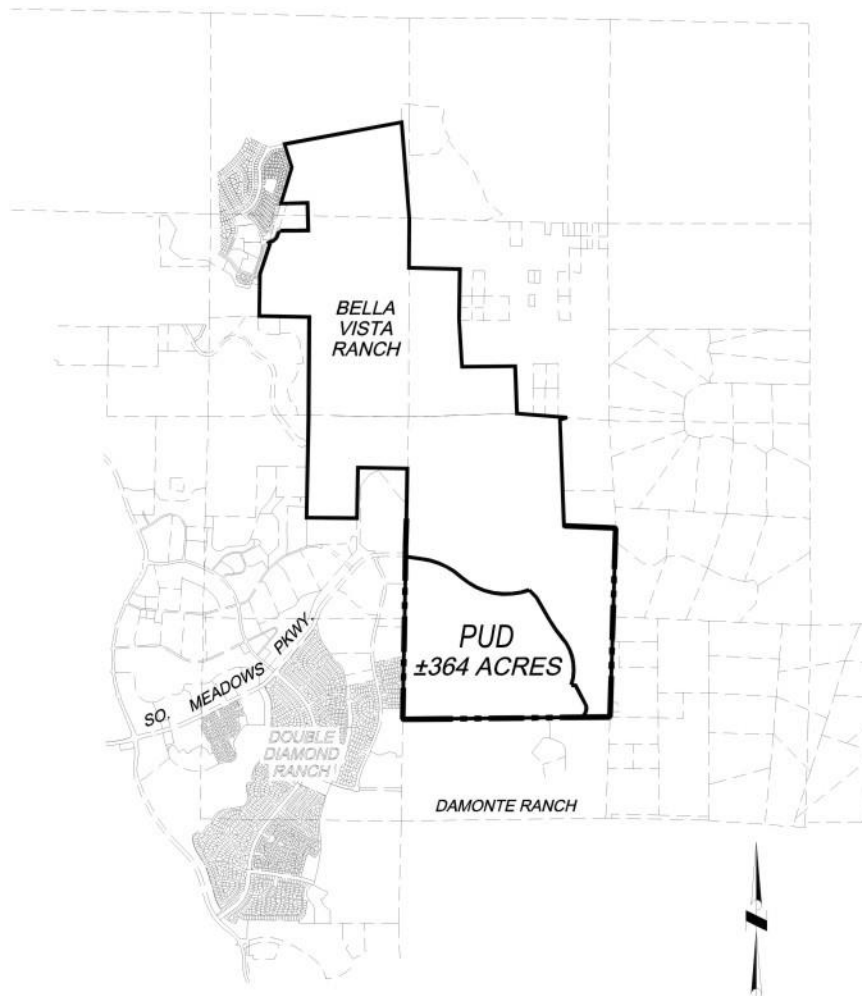 BELLA
VISTA
RANCH
PUD
±364 ACRES
SO. MEADOWS PKWY.
DOUBLE
DIAMOND
RANCH
DAMONTE RANCH